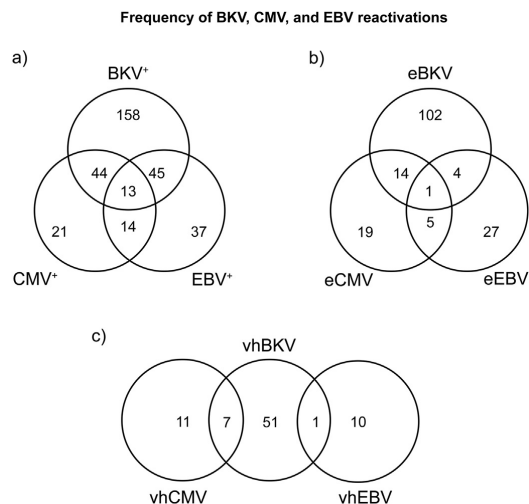 Frequency of BKV, CMV, and EBV reactivations
a)
BKV⁺
158
44
45
13
21
14
37
CMV⁺
EBV⁺
b)
eBKV
102
14
4
1
19
5
27
eCMV
eEBV
c)
vhBKV
11
7
51
1
10
vhCMV
vhEBV